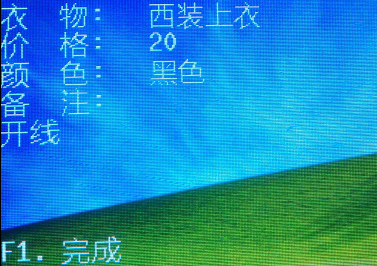 衣 物： 西装上衣
价 格： 20
颜 色： 黑色
备 注：
开线
F1. 完成